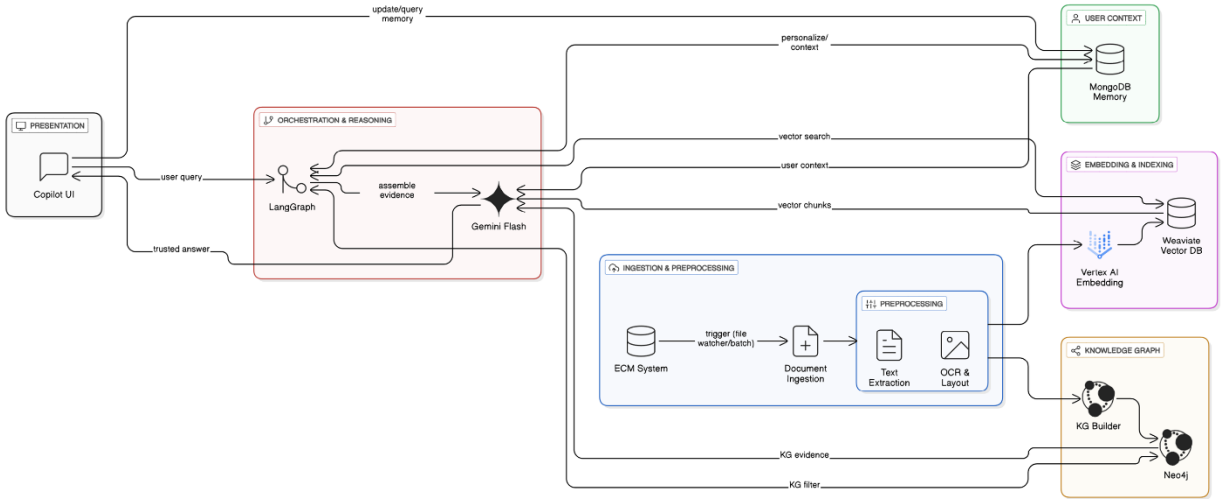 update/query
memory
USER CONTEXT
personalize/
context
MongoDB
Memory
PRESENTATION
Copilot UI
ORCHESTRATION & REASONING
user query
LangGraph
assemble
evidence
Gemini Flash
trusted answer
vector search
user context
vector chunks
EMBEDDING & INDEXING
Weaviate
Vector DB
Vertex AI
Embedding
INGESTION & PREPROCESSING
ECM System
trigger (file
watcher/batch)
Document
Ingestion
PREPROCESSING
Text
Extraction
OCR &
Layout
KNOWLEDGE GRAPH
KG Builder
Neo4j
KG evidence
KG filter